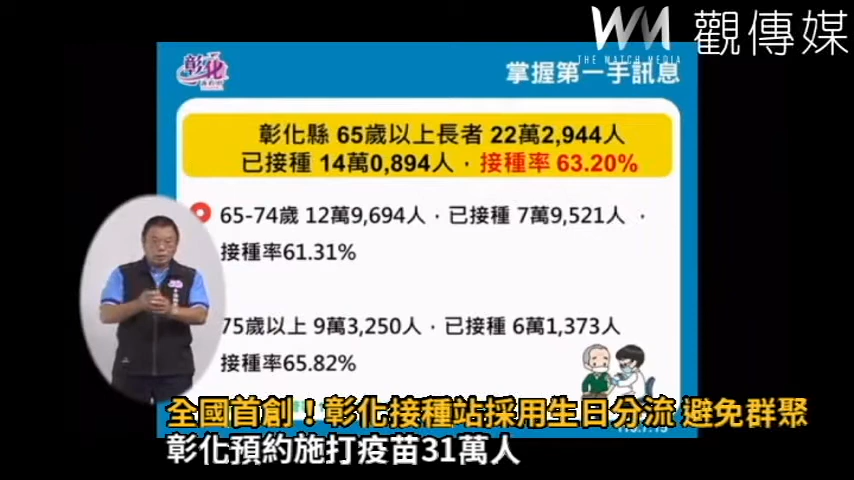 WM 觀傳媒
THE WATCH MEDIA
彰化
掌握第一手訊息
彰化縣 65歲以上長者 22萬2,944人
已接種 14萬0,894人，接種率 63.20%
65-74歲 12萬9,694人，已接種 7萬9,521人，
接種率61.31%
75歲以上 9萬3,250人，已接種 6萬1,373人
接種率65.82%
全國首創！彰化接種站採用生日分流 避免群聚
彰化預約施打疫苗31萬人